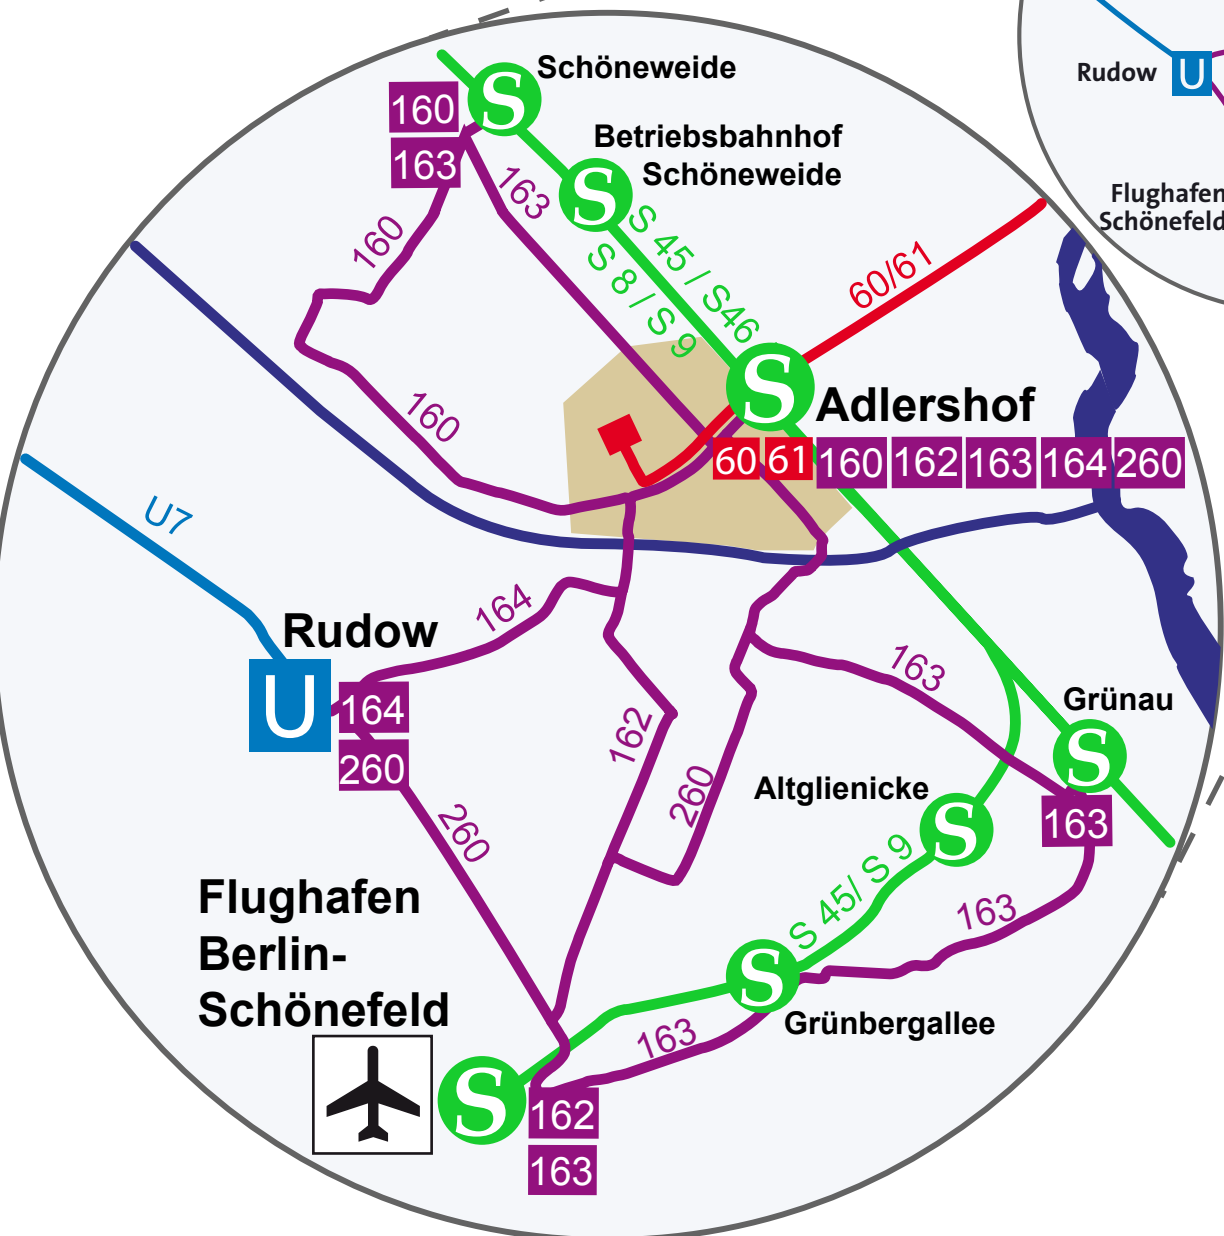 Schöneweide
160
163
Betriebsbahnhof
Schöneweide
163
160
S 45 / S46
S 8 / S 9
60/61
Rudow
U
Flughafen
Schönefeld
S
S
S
Adlershof
60 61 160 162 163 164 260
160
U7
164
Rudow
U
164
260
163
162
260
260
Grünau
S
163
Altglienicke
S
S 45/ S 9
163
S
Grünbergallee
163
Flughafen
Berlin-
Schönefeld
S
162
163